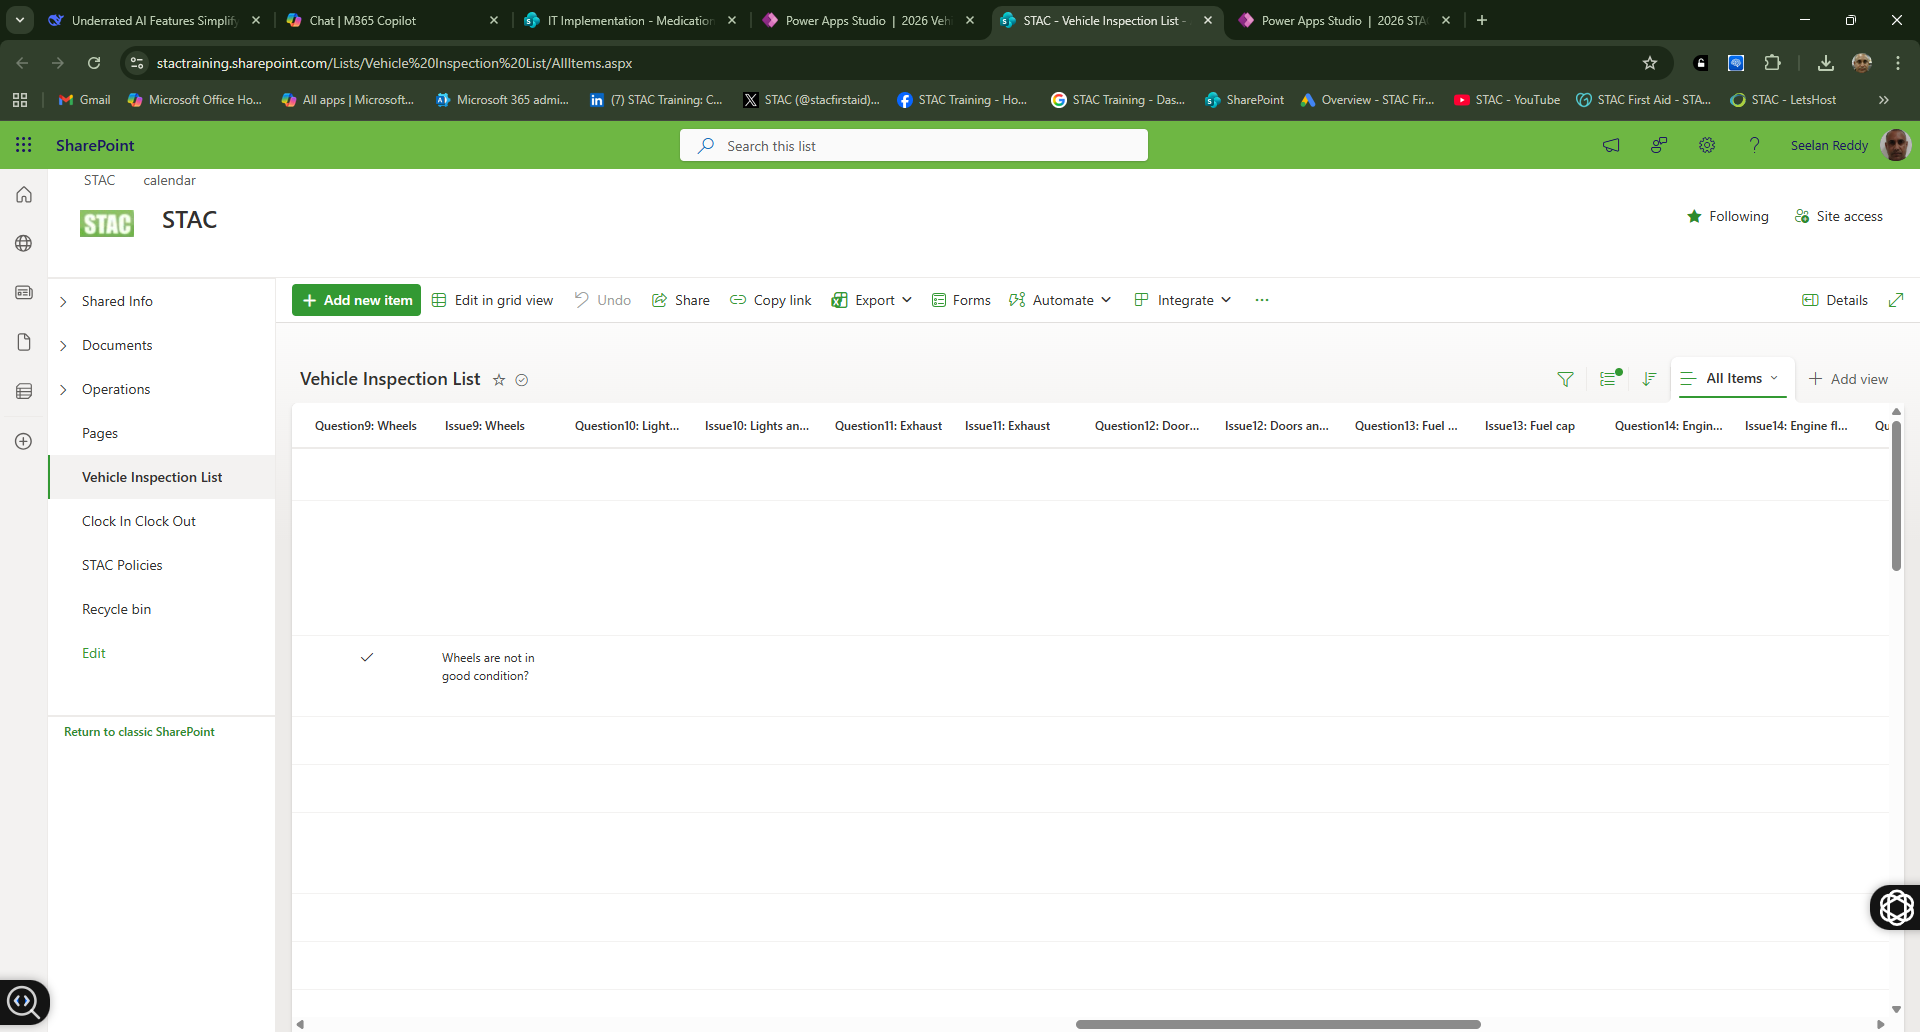 Underrated AI Features Simplify
Chat | M365 Copilot
IT Implementation - Medication
Power Apps Studio | 2026 Vehi
STAC - Vehicle Inspection List -
Power Apps Studio | 2026 STAC
stactraining.sharepoint.com/Lists/Vehicle%20Inspection%20List/AllItems.aspx
Gmail
Microsoft Office Ho...
All apps | Microsoft...
Microsoft 365 admi...
(7) STAC Training: C...
STAC (@stacfirstaid)...
STAC Training - Ho...
STAC Training - Das...
SharePoint
Overview - STAC Fir...
STAC - YouTube
STAC First Aid - STA...
STAC - LetsHost
SharePoint
Search this list
Seelan Reddy
STAC
calendar
STAC
STAC
Following
Site access
Shared Info
Documents
Operations
Pages
Vehicle Inspection List
Clock In Clock Out
STAC Policies
Recycle bin
Edit
Return to classic SharePoint
Add new item
Edit in grid view
Undo
Share
Copy link
Export
Forms
Automate
Integrate
Details
Vehicle Inspection List
All Items
Add view
Question9: Wheels
Issue9: Wheels
Question10: Light...
Issue10: Lights an...
Question11: Exhaust
Issue11: Exhaust
Question12: Door...
Issue12: Doors an...
Question13: Fuel ...
Issue13: Fuel cap
Question14: Engin...
Issue14: Engine fl...
Qu
Wheels are not in
good condition?